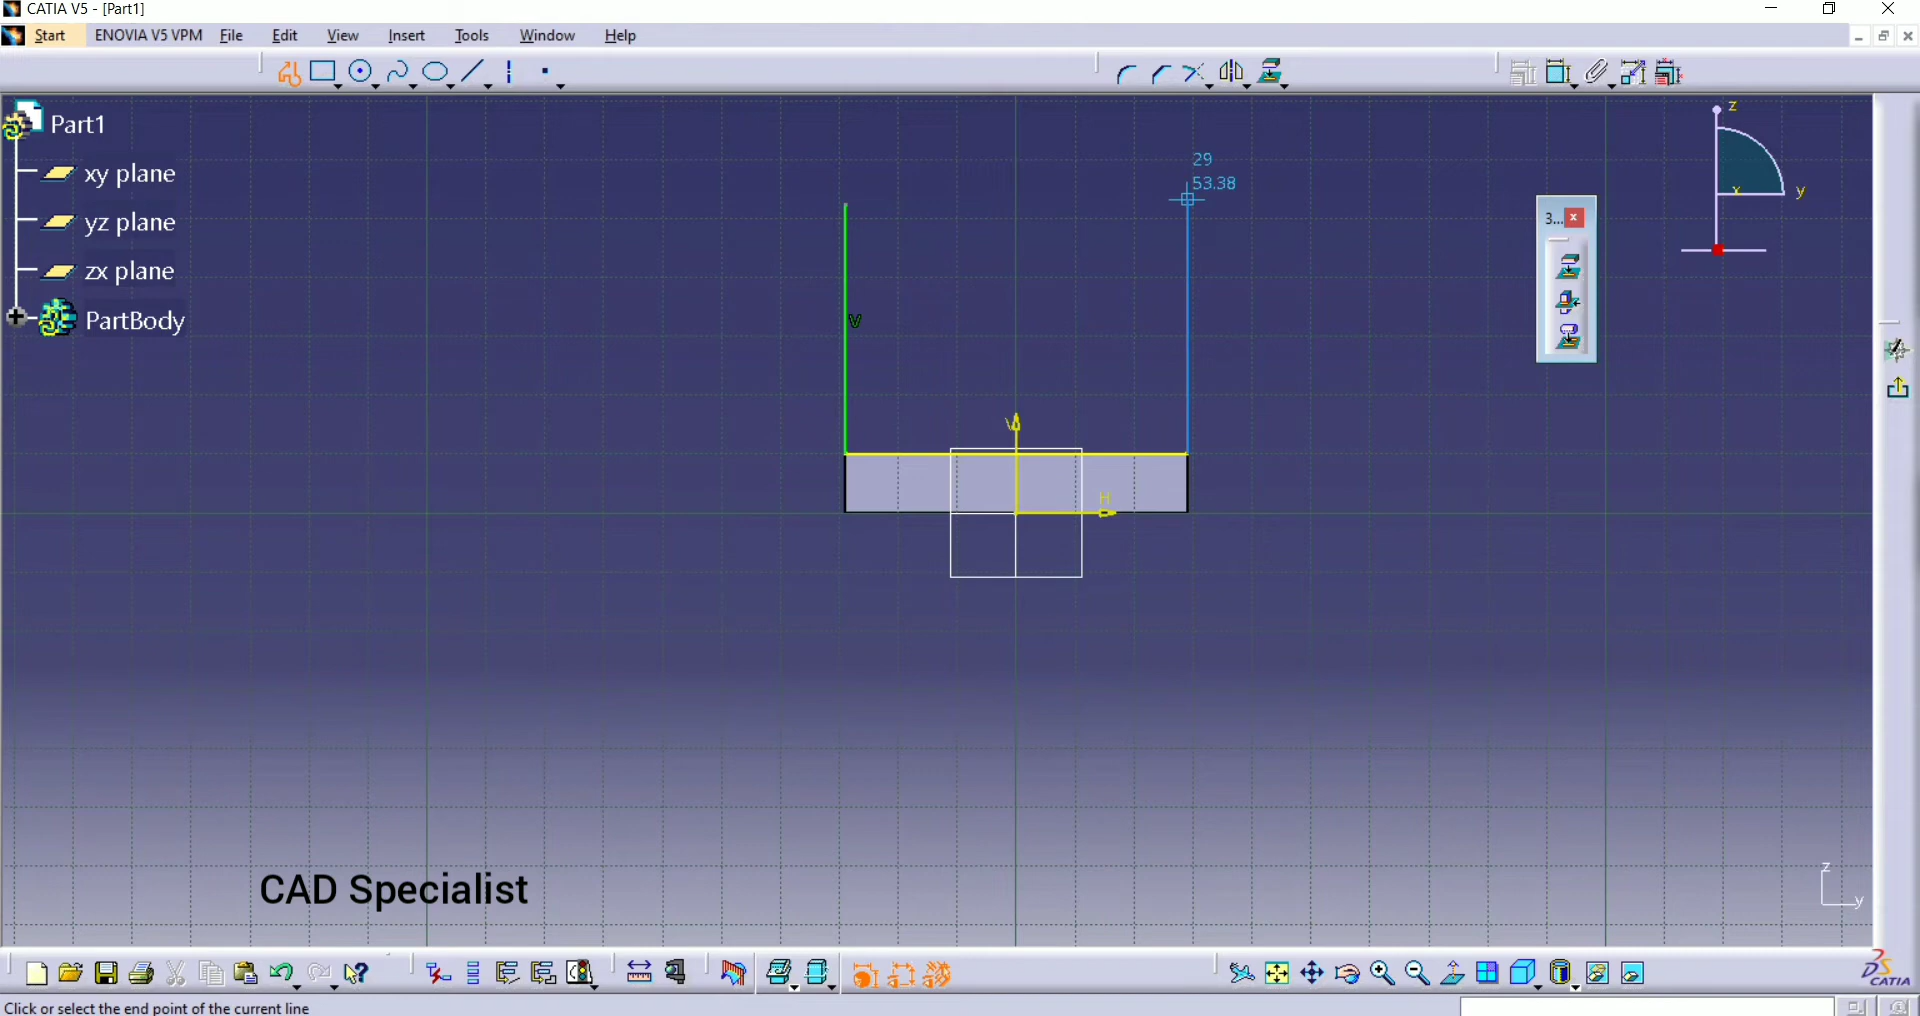 CATIA V5 - [Part1]
Start ENOVIA V5 VPM File Edit View Insert Tools Window Help
Part1
xy plane
yz plane
zx plane
PartBody
29
53.38
V
V
H
3...
z
x
y
CAD Specialist
z
y
CATIA
Click or select the end point of the current line